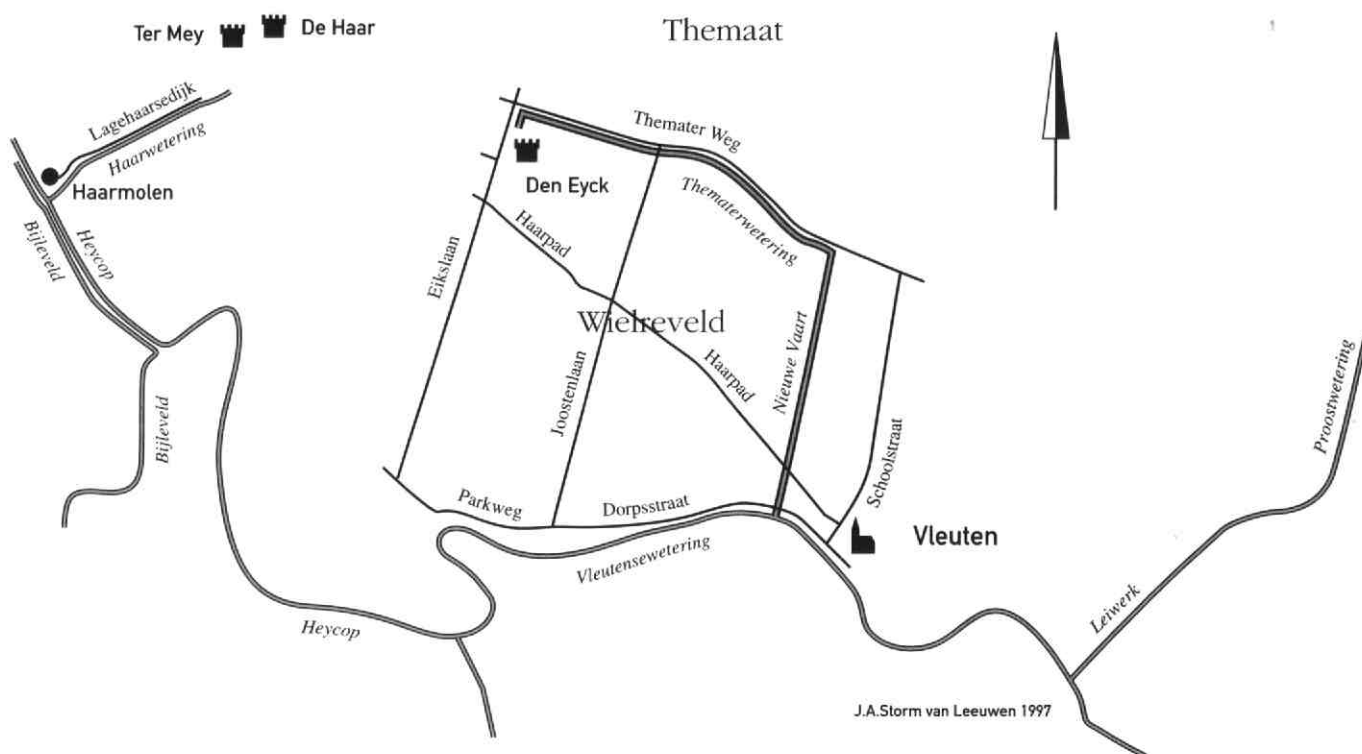 Themaat
1
Ter Mey
De Haar
Lagehaarsedijk
Haarwetering
Haarmolen
Themater Weg
Thematerwetering
Den Eyck
Haarpad
Bijleveld
Heycop
Eikslaan
Wielreveld
Joostenlaan
Haarpad
Nieuwe Vaart
Schoolstraat
Proostwetering
Bijleveld
Parkweg
Dorpsstraat
Vleutensewetering
Vleuten
Heycop
Leiwerk
J.A.Storm van Leeuwen 1997